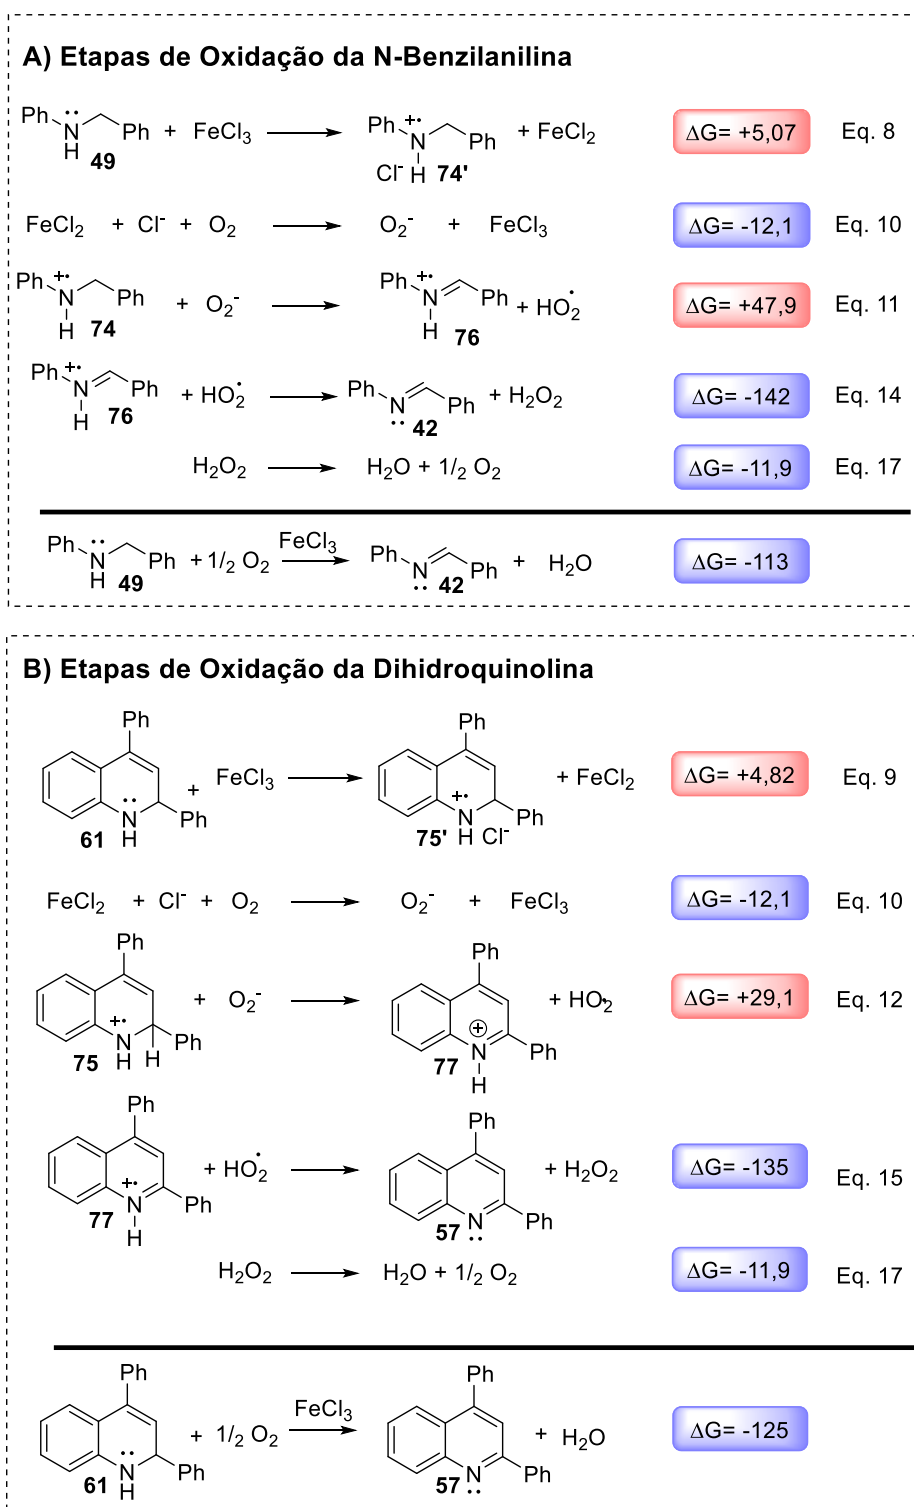 A) Etapas de Oxidação da N-Benzilanilina
Ph N H Ph 49 + FeCl3 Ph N H Ph +• Cl- 74' + FeCl2 ΔG= +5,07 Eq. 8
FeCl2 + Cl- + O2 O2- + FeCl3 ΔG= -12,1 Eq. 10
Ph N H Ph +• 74 + O2- Ph N H Ph +• 76 + HO2• ΔG= +47,9 Eq. 11
Ph N H Ph +• 76 + HO2• Ph N Ph 42 + H2O2 ΔG= -142 Eq. 14
H2O2 H2O + 1/2 O2 ΔG= -11,9 Eq. 17
Ph N H Ph 49 + 1/2 O2 FeCl3 Ph N Ph 42 + H2O ΔG= -113
B) Etapas de Oxidação da Dihidroquinolina
Ph N H Ph 61 + FeCl3 Ph N H Ph +• Cl- 75' + FeCl2 ΔG= +4,82 Eq. 9
FeCl2 + Cl- + O2 O2- + FeCl3 ΔG= -12,1 Eq. 10
Ph N H H Ph +• 75 + O2- Ph N H Ph + 77 + HO2• ΔG= +29,1 Eq. 12
Ph N H Ph +• 77 + HO2• Ph N Ph 57 + H2O2 ΔG= -135 Eq. 15
H2O2 H2O + 1/2 O2 ΔG= -11,9 Eq. 17
Ph N H Ph 61 + 1/2 O2 FeCl3 Ph N Ph 57 + H2O ΔG= -125